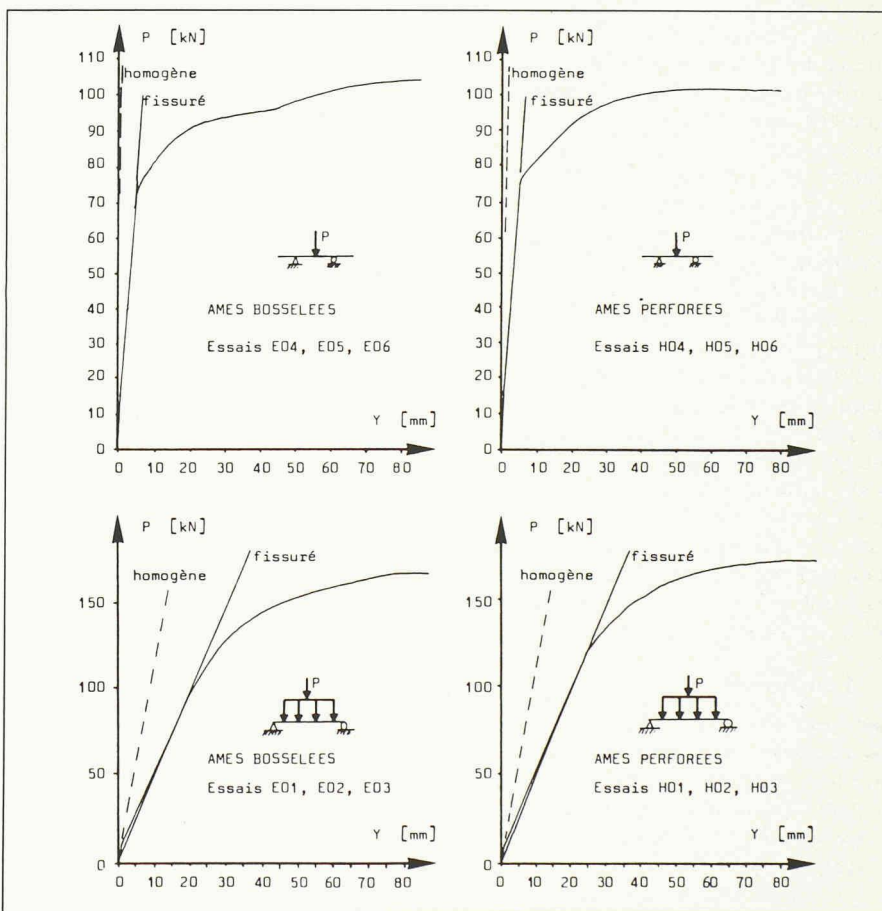 P [kN]
110
homogène
100
fissuré
90
80
70
60
P
50
40
AMES BOSSELEES
30
Essais E04, E05, E06
20
10
Y [mm]
0
0 10 20 30 40 50 60 70 80
P [kN]
110
homogène
100
fissuré
90
80
70
60
P
50
40
AMES PERFOREES
30
Essais H04, H05, H06
20
10
Y [mm]
0
0 10 20 30 40 50 60 70 80
P [kN]
fissuré
homogène
150
100
P
AMES BOSSELEES
50
Essais E01, E02, E03
Y [mm]
0
0 10 20 30 40 50 60 70 80
P [kN]
fissuré
homogène
150
100
P
AMES PERFOREES
50
Essais H01, H02, H03
Y [mm]
0
0 10 20 30 40 50 60 70 80